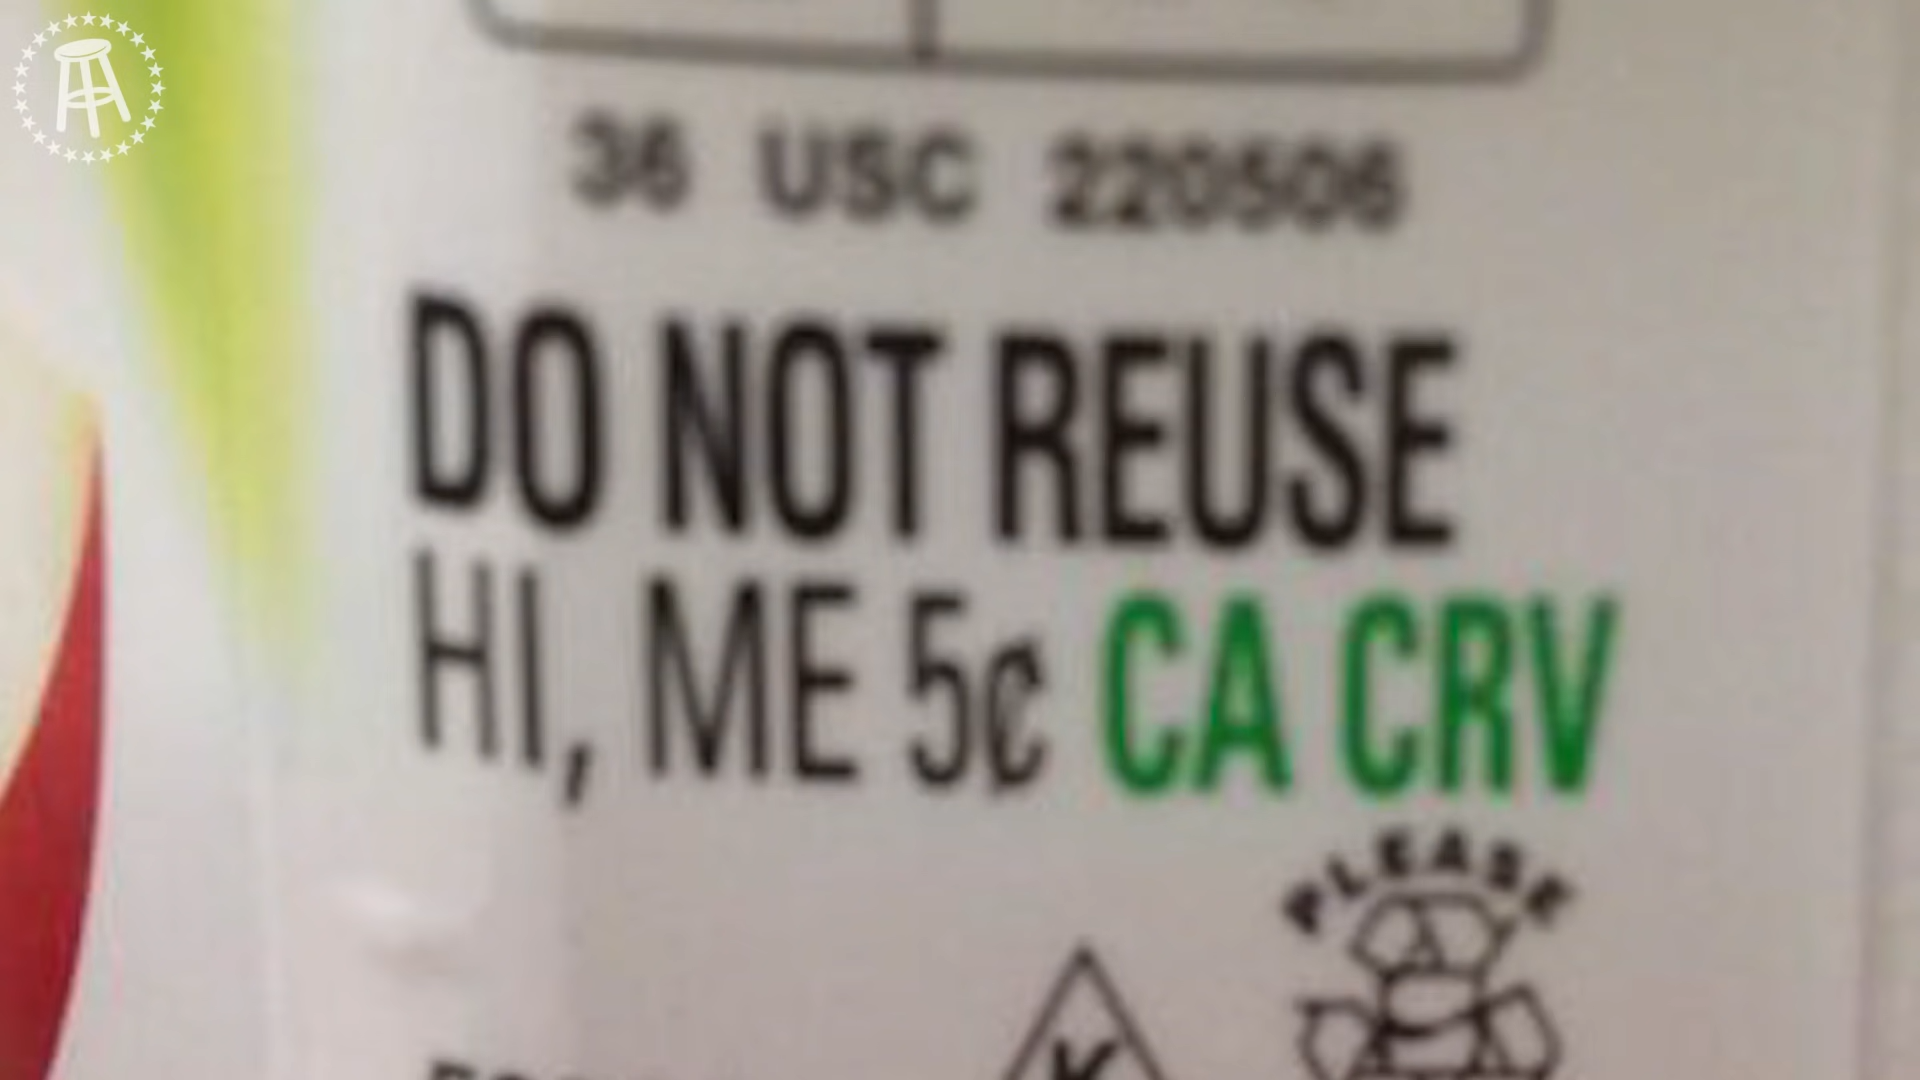 36 USC 220506
DO NOT REUSE
HI, ME 5¢ CA CRV
PLEASE
K